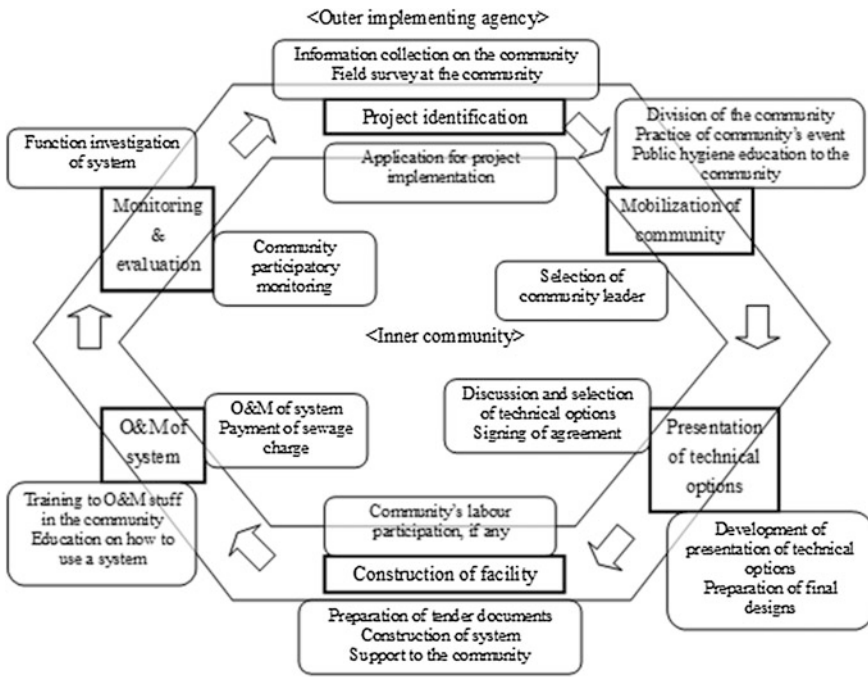 <Outer implementing agency>
Information collection on the community
Field survey at the community
Project identification
Application for project
implementation
Division of the community
Practice of community's event
Public hygiene education to the
community
Mobilization of
community
Selection of
community leader
Function investigation
of system
Monitoring
&
evaluation
Community
participatory
monitoring
<Inner community>
Discussion and selection
of technical options
Signing of agreement
Presentation
of technical
options
Development of
presentation of technical
options
Preparation of final
designs
O&M of system
Payment of sewage
charge
O&M of
system
Training to O&M stuff
in the community
Education on how to
use a system
Community's labour
participation, if any
Construction of facility
Preparation of tender documents
Construction of system
Support to the community